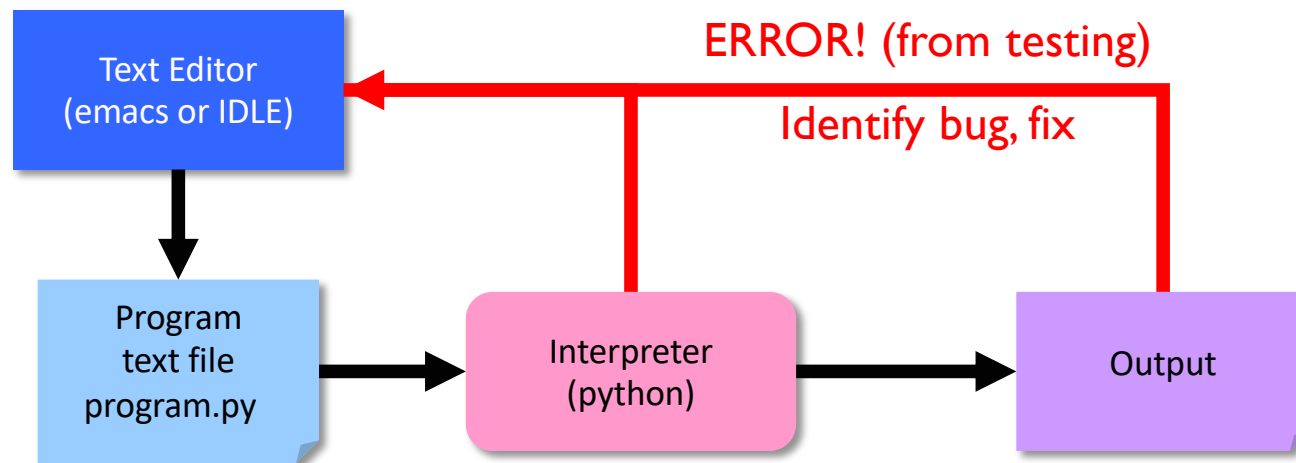 Text Editor
(emacs or IDLE)
ERROR! (from testing)
Identify bug, fix
Program
text file
program.py
Interpreter
(python)
Output